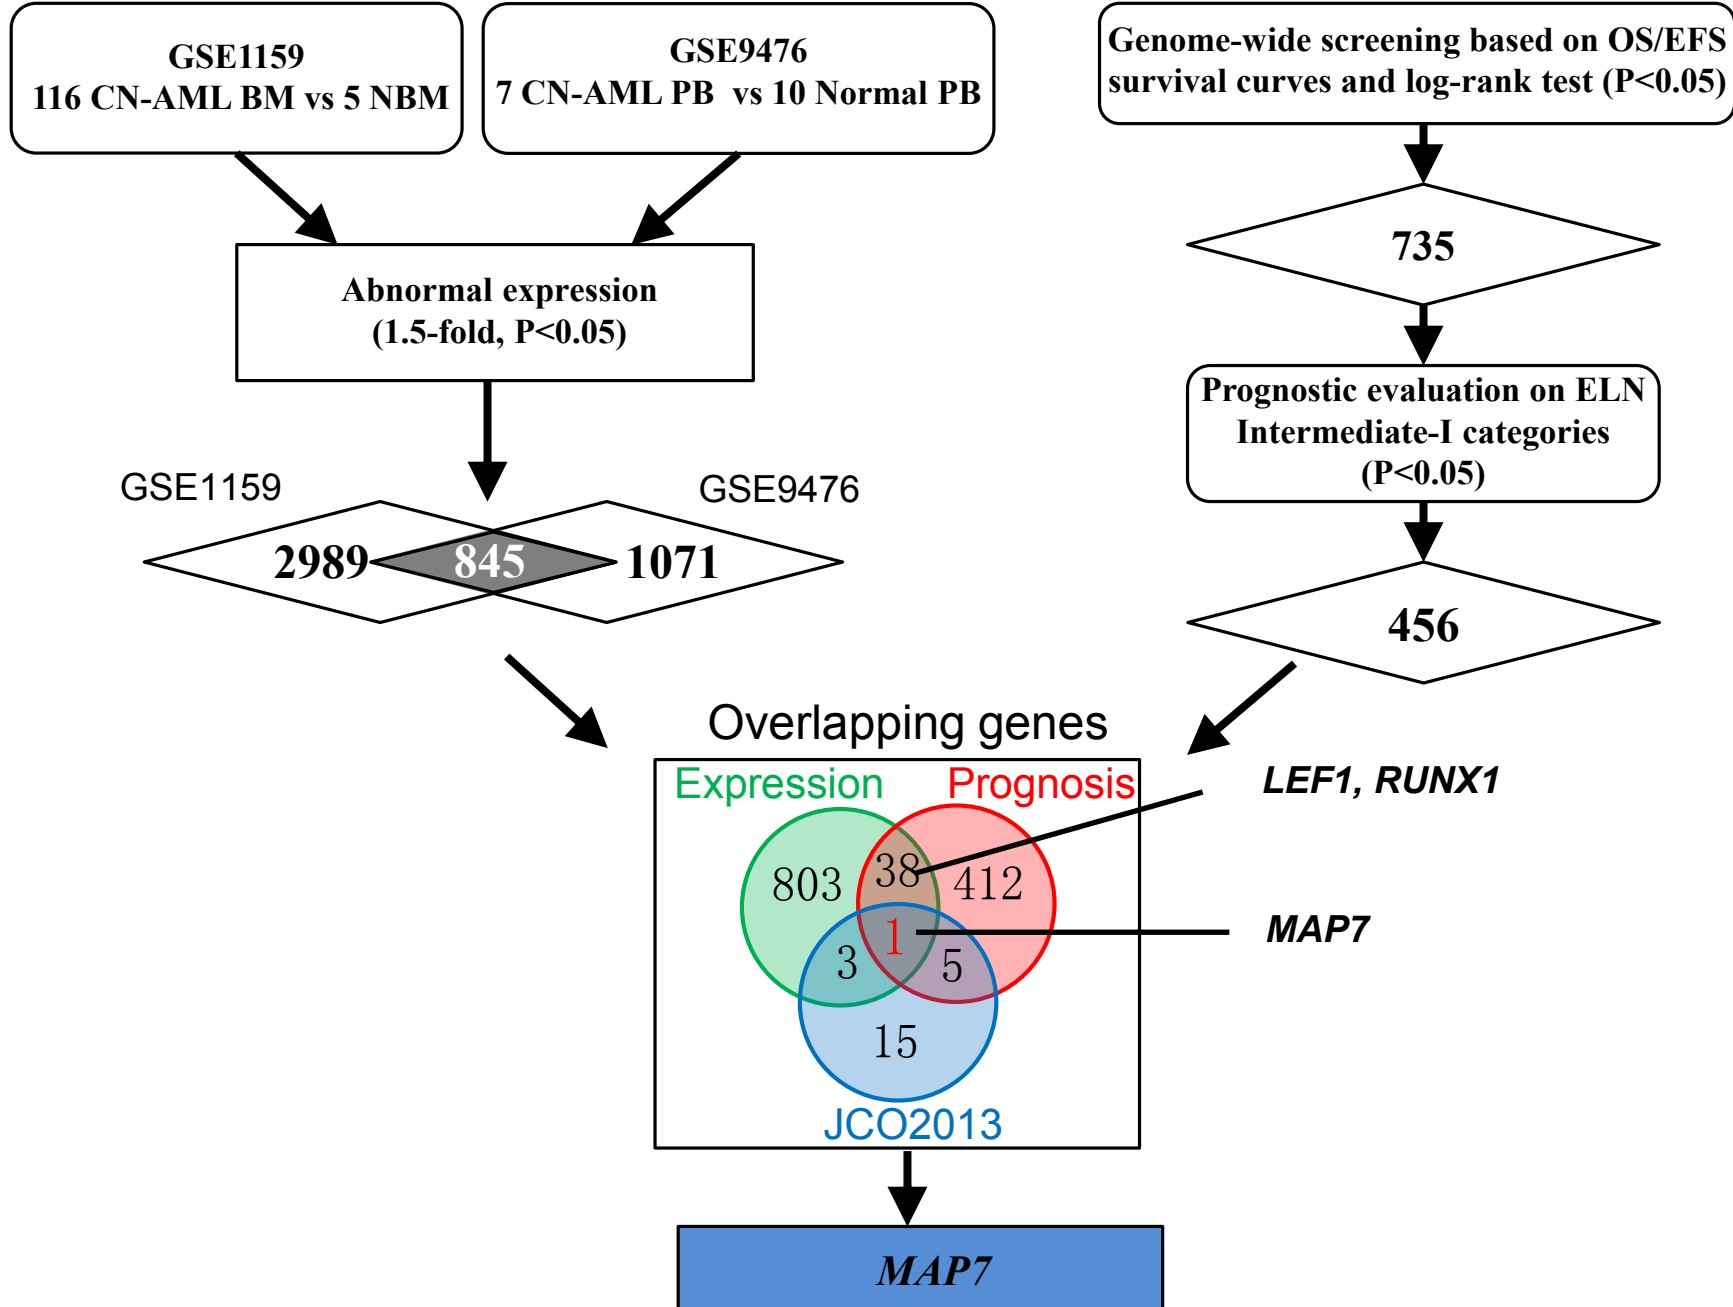 GSE1159
116 CN-AML BM vs 5 NBM
GSE9476
7 CN-AML PB vs 10 Normal PB
Genome-wide screening based on OS/EFS
survival curves and log-rank test (P<0.05)
735
Abnormal expression
(1.5-fold, P<0.05)
Prognostic evaluation on ELN
Intermediate-I categories
(P<0.05)
GSE1159
GSE9476
2989
845
1071
456
Overlapping genes
Expression
Prognosis
LEF1, RUNX1
803
38
412
1
MAP7
3
5
15
JCO2013
MAP7